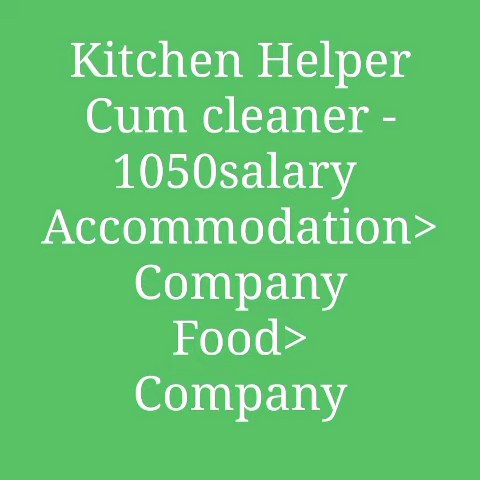 Kitchen Helper
Cum cleaner -
1050salary
Accommodation>
Company
Food>
Company